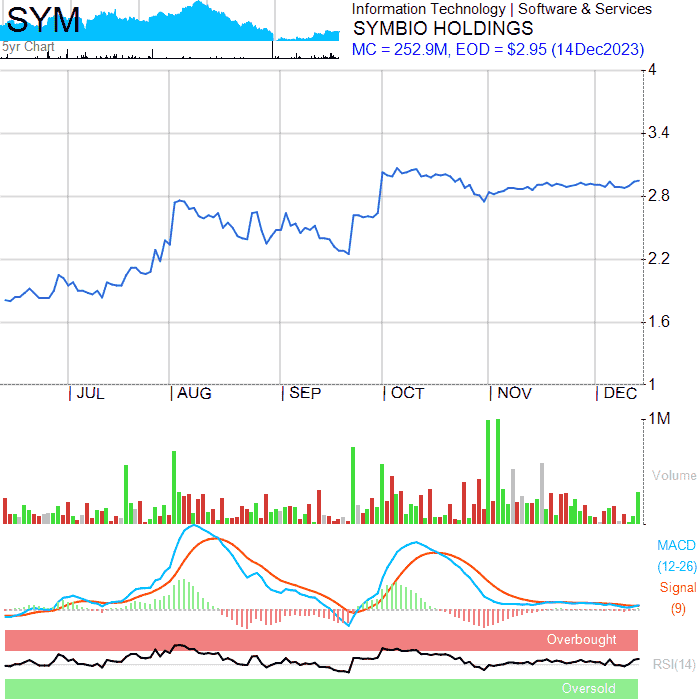 SYM
5yr Chart
Information Technology | Software & Services
SYMBIO HOLDINGS
MC = 252.9M, EOD = $2.95 (14Dec2023)
4
3.4
2.8
2.2
1.6
1
| JUL | AUG | SEP | OCT | NOV | DEC
1M
Volume
MACD
(12-26)
Signal
(9)
Overbought
RSI(14)
Oversold